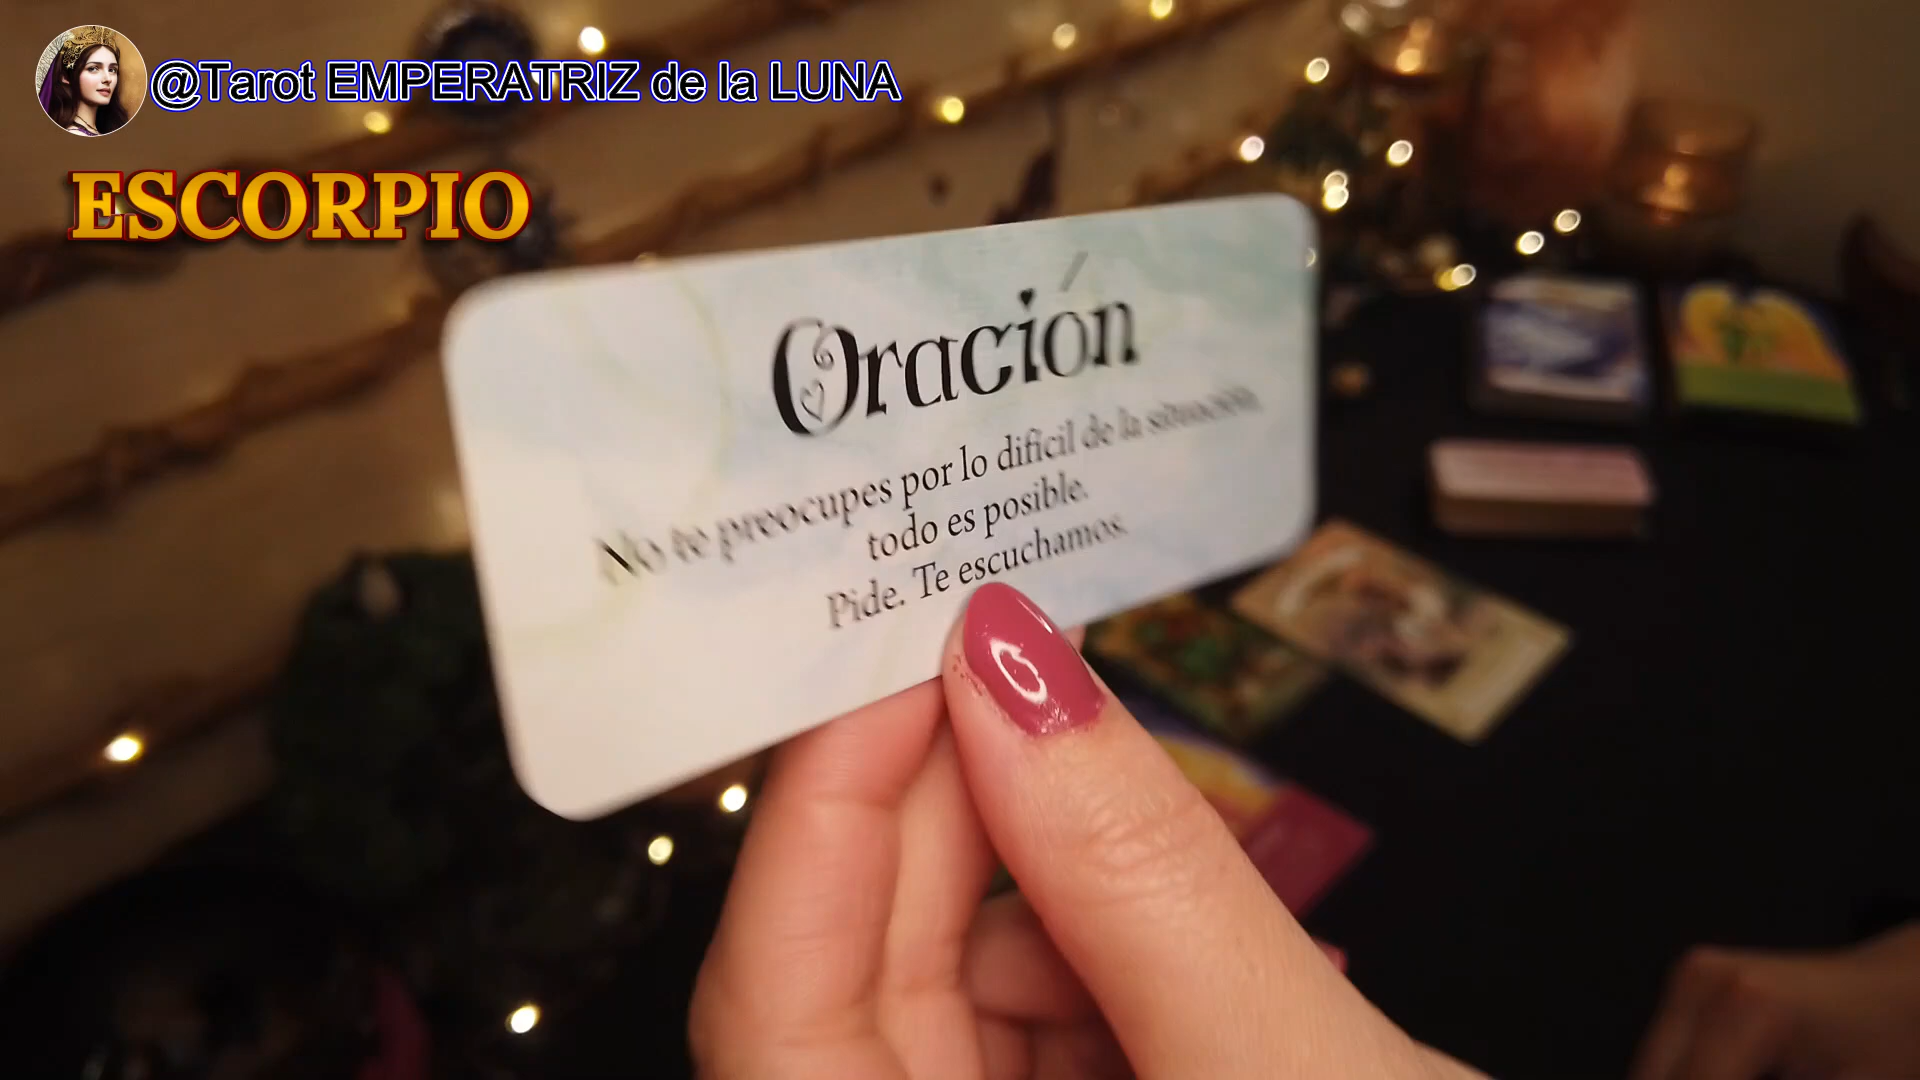 @Tarot EMPERATRIZ de la LUNA
ESCORPIO
Oración
No te preocupes por lo difícil de la situación,
todo es posible.
Pide. Te escuchamos.